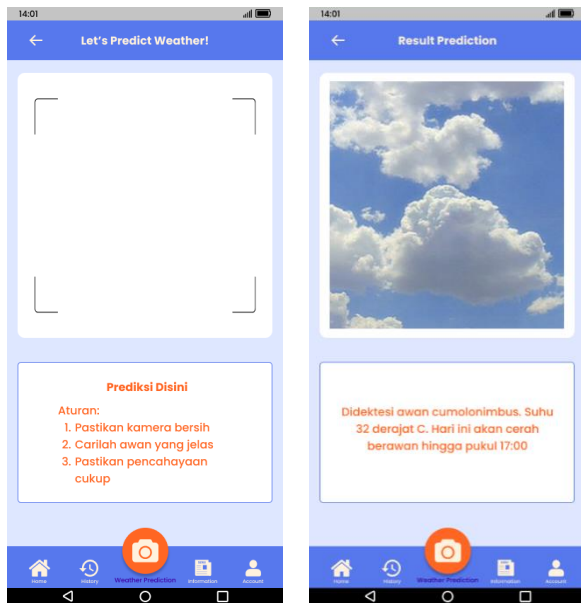 14:01
Let's Predict Weather!
Prediksi Disini
Aturan:
1. Pastikan kamera bersih
2. Carilah awan yang jelas
3. Pastikan pencahayaan
cukup
Home
History
Weather Prediction
Information
Account
14:01
Result Prediction
Didektesi awan cumolonimbus. Suhu
32 derajat C. Hari ini akan cerah
berawan hingga pukul 17:00
Home
History
Weather Prediction
Information
Account